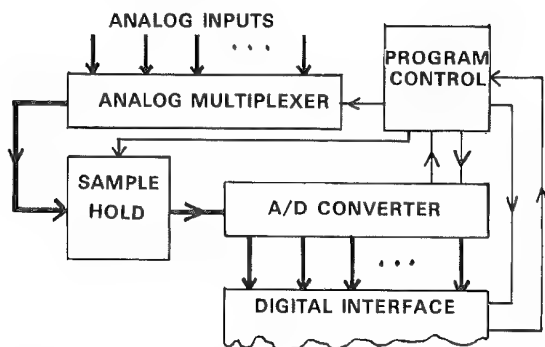 ANALOG INPUTS
PROGRAM
CONTROL
ANALOG MULTIPLEXER
SAMPLE
HOLD
A/D CONVERTER
DIGITAL INTERFACE